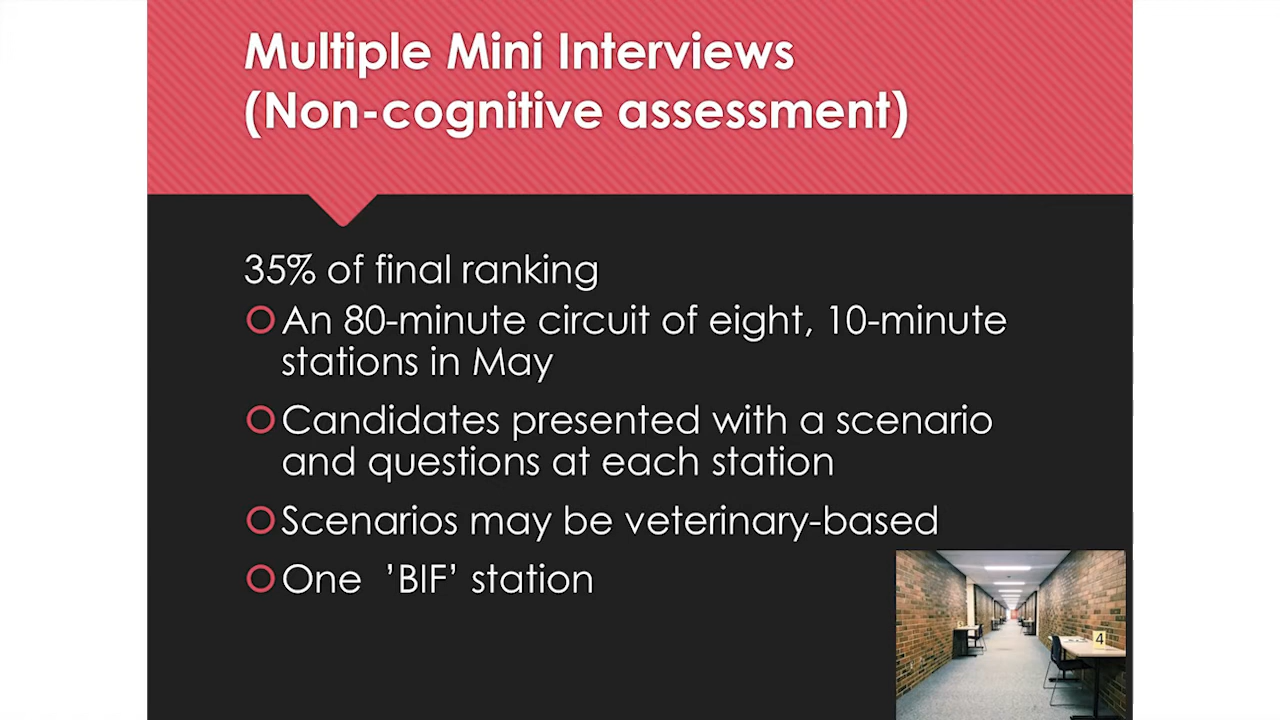 Multiple Mini Interviews
(Non-cognitive assessment)
35% of final ranking
An 80-minute circuit of eight, 10-minute
stations in May
Candidates presented with a scenario
and questions at each station
Scenarios may be veterinary-based
One ’BIF’ station
4